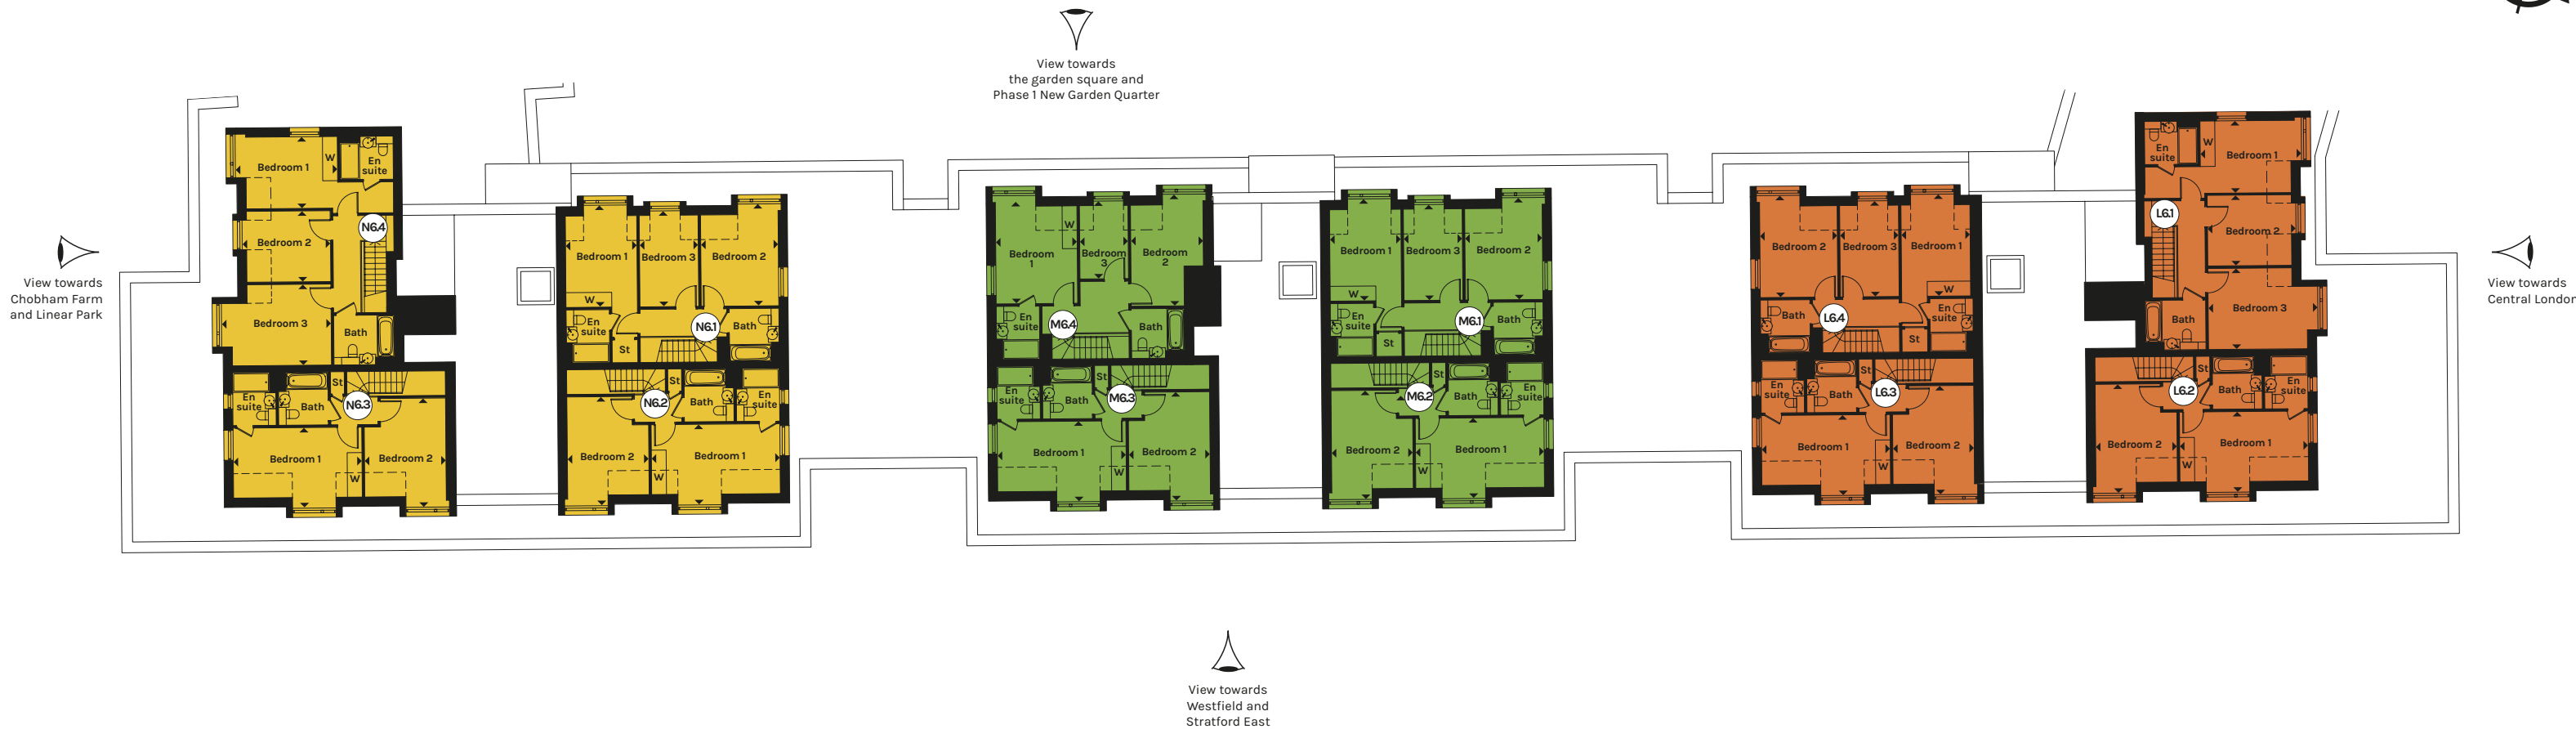 View towards
the garden square and
Phase 1 New Garden Quarter
View towards
Chobham Farm
and Linear Park
Bedroom 1
W
En
suite
Bedroom 2
N6.4
Bedroom 3
Bath
En
suite
Bath
St
N6.3
Bedroom 1
W
Bedroom 2
Bedroom 1
Bedroom 3
Bedroom 2
W
En
suite
St
N6.1
Bath
N6.2
St
Bath
En
suite
Bedroom 2
W
Bedroom 1
Bedroom
1
W
Bedroom
3
Bedroom
2
En
suite
M6.4
Bath
En
suite
Bath
St
M6.3
Bedroom 1
W
Bedroom 2
Bedroom 1
Bedroom 3
Bedroom 2
W
En
suite
St
M6.1
Bath
M6.2
St
Bath
En
suite
Bedroom 2
W
Bedroom 1
Bedroom 2
Bedroom 3
Bedroom 1
W
Bath
L6.4
St
En
suite
En
suite
Bath
St
L6.3
Bedroom 1
W
Bedroom 2
En
suite
W
Bedroom 1
L6.1
Bedroom 2
Bedroom 3
Bath
L6.2
St
Bath
En
suite
Bedroom 2
W
Bedroom 1
View towards
Central London
View towards
Westfield and
Stratford East